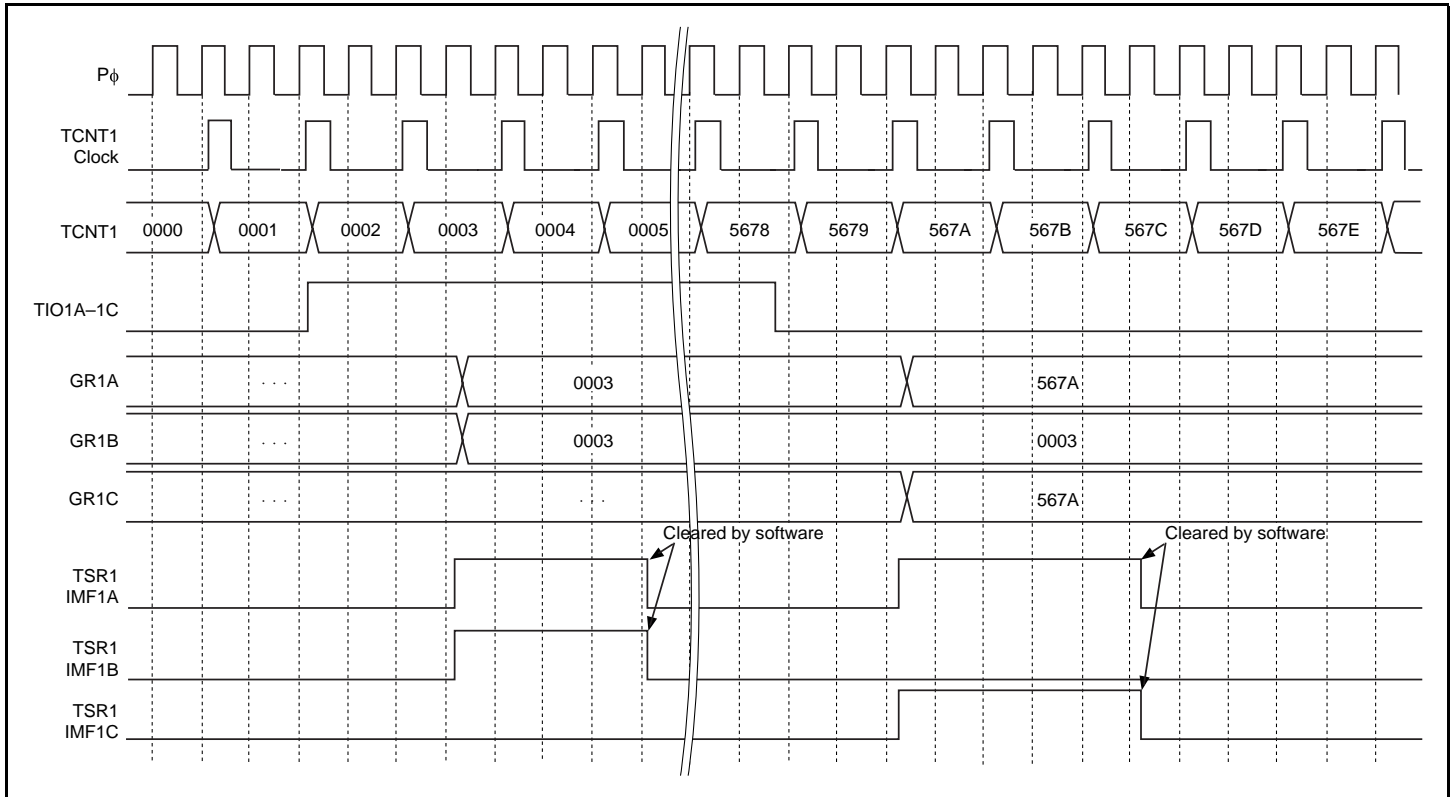 Pϕ
TCNT1
Clock
TCNT1 0000 0001 0002 0003 0004 0005 5678 5679 567A 567B 567C 567D 567E
TIO1A–1C
GR1A . . . 0003 567A
GR1B . . . 0003 0003
GR1C . . . . . . 567A
Cleared by software Cleared by software
TSR1
IMF1A
TSR1
IMF1B
TSR1
IMF1C